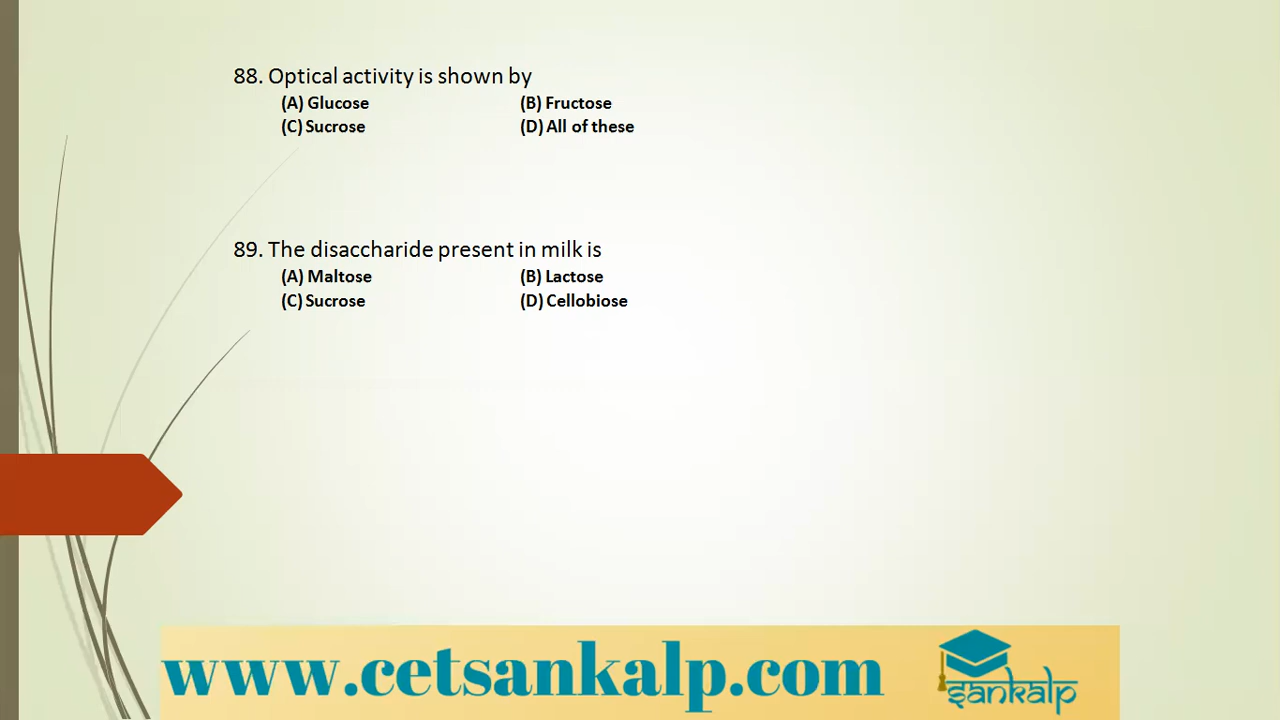 88. Optical activity is shown by
(A) Glucose (B) Fructose
(C) Sucrose (D) All of these
89. The disaccharide present in milk is
(A) Maltose (B) Lactose
(C) Sucrose (D) Cellobiose
www.cetsankalp.com
sankalp